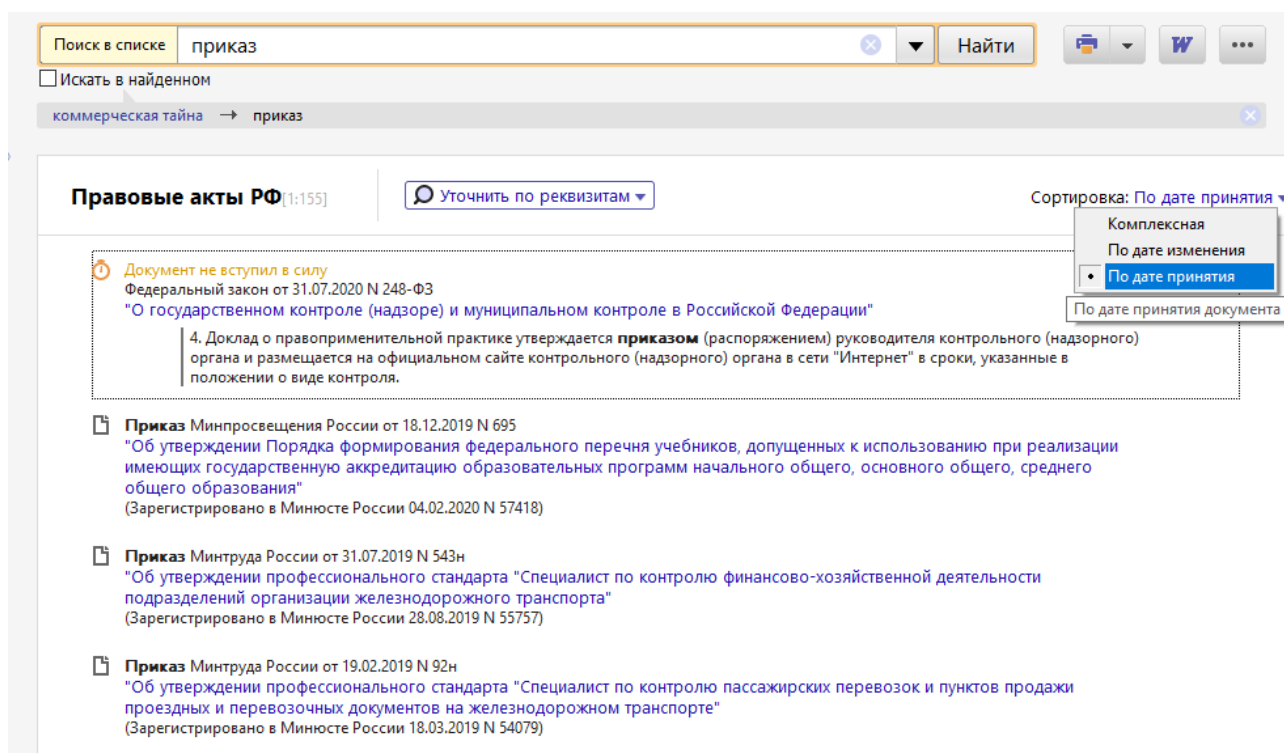 Поиск в списке приказ Найти W ...
Искать в найденном
коммерческая тайна → приказ
Правовые акты РФ[1:155] Уточнить по реквизитам Сортировка: По дате принятия
Комплексная
По дате изменения
• По дате принятия
По дате принятия документа
Документ не вступил в силу
Федеральный закон от 31.07.2020 N 248-ФЗ
"О государственном контроле (надзоре) и муниципальном контроле в Российской Федерации"
4. Доклад о правоприменительной практике утверждается приказом (распоряжением) руководителя контрольного (надзорного)
органа и размещается на официальном сайте контрольного (надзорного) органа в сети "Интернет" в сроки, указанные в
положении о виде контроля.
Приказ Минпросвещения России от 18.12.2019 N 695
"Об утверждении Порядка формирования федерального перечня учебников, допущенных к использованию при реализации
имеющих государственную аккредитацию образовательных программ начального общего, основного общего, среднего
общего образования"
(Зарегистрировано в Минюсте России 04.02.2020 N 57418)
Приказ Минтруда России от 31.07.2019 N 543н
"Об утверждении профессионального стандарта "Специалист по контролю финансово-хозяйственной деятельности
подразделений организации железнодорожного транспорта"
(Зарегистрировано в Минюсте России 28.08.2019 N 55757)
Приказ Минтруда России от 19.02.2019 N 92н
"Об утверждении профессионального стандарта "Специалист по контролю пассажирских перевозок и пунктов продажи
проездных и перевозочных документов на железнодорожном транспорте"
(Зарегистрировано в Минюсте России 18.03.2019 N 54079)